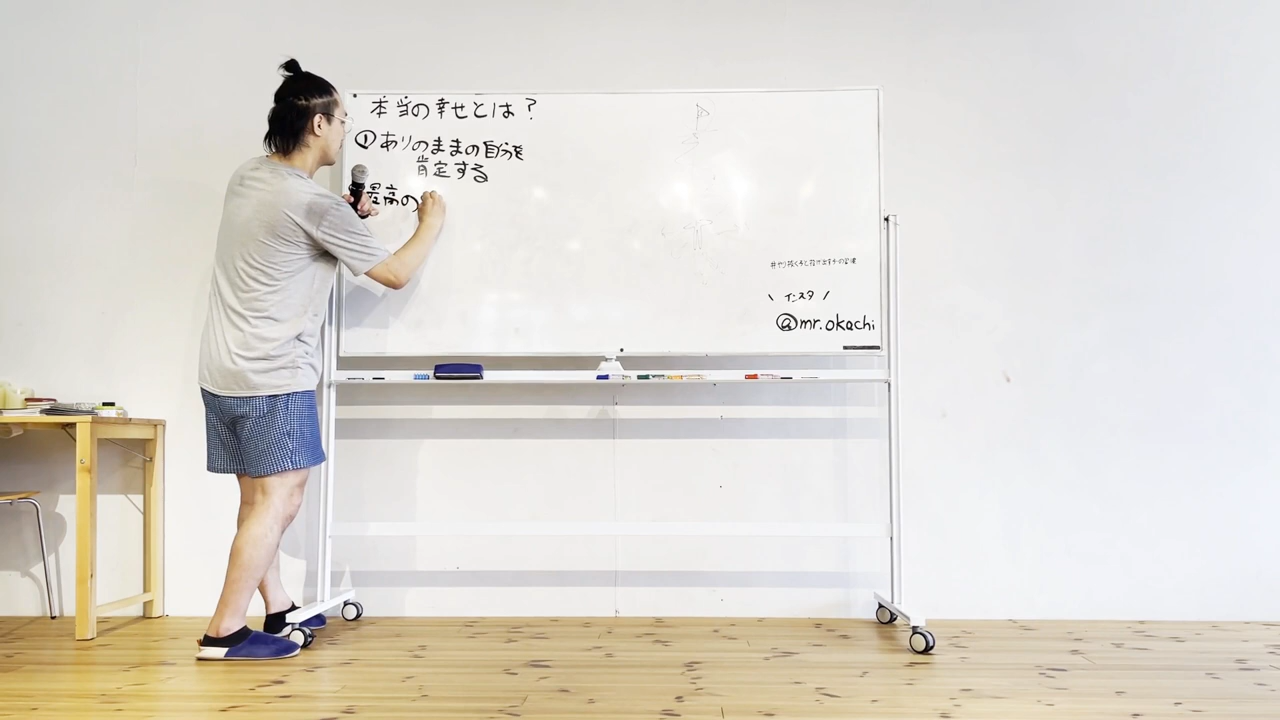 本当の幸せとは？
①ありのままの自分を
肯定する
最高の
\ インスタ /
@mr.okachi